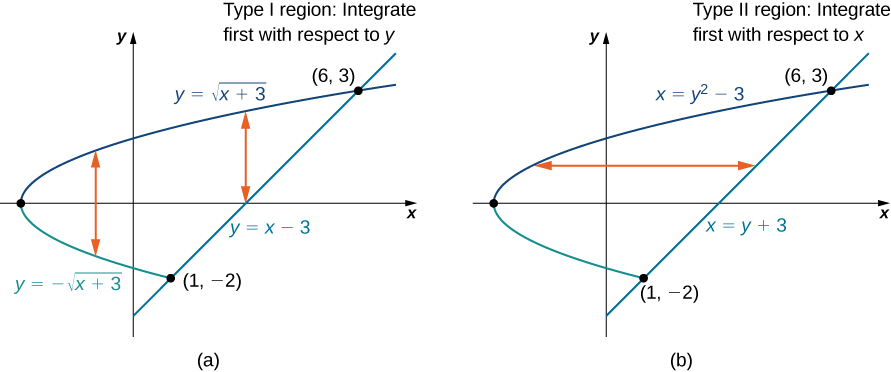 Type I region: Integrate
first with respect to y
y
(6, 3)
y = √x + 3
x
y = x − 3
y = −√x + 3
(1, −2)
(a)
Type II region: Integrate
first with respect to x
y
(6, 3)
x = y² − 3
x
x = y + 3
(1, −2)
(b)